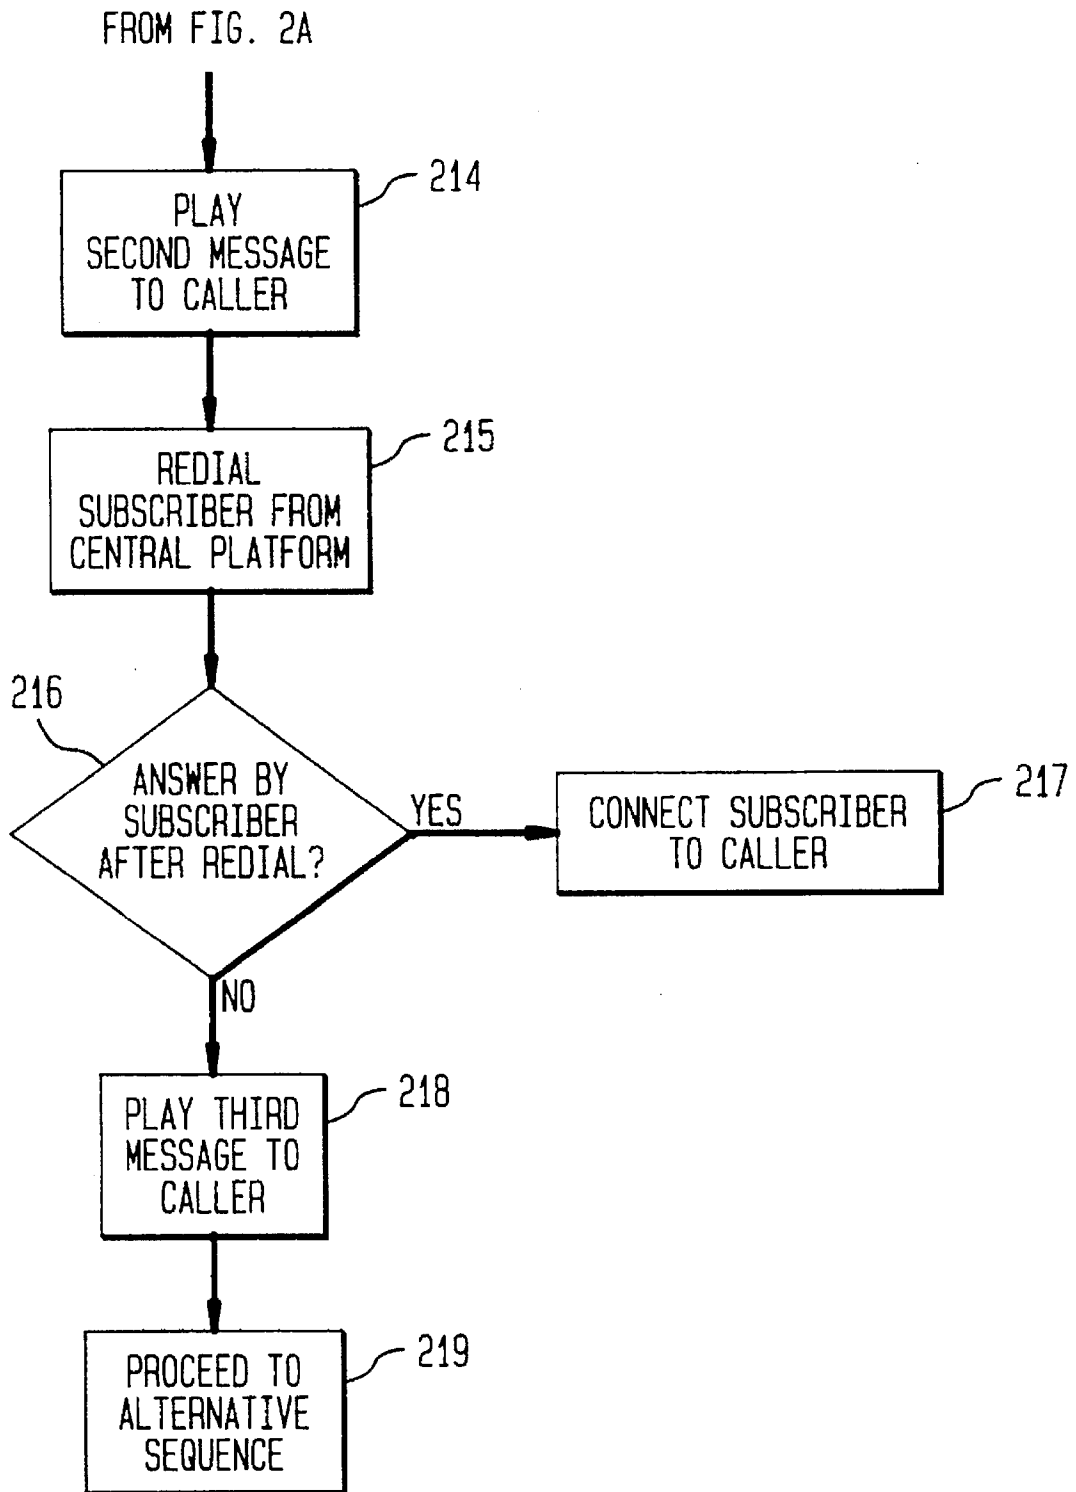 FROM FIG. 2A
214
PLAY
SECOND MESSAGE
TO CALLER
215
REDIAL
SUBSCRIBER FROM
CENTRAL PLATFORM
216
ANSWER BY
SUBSCRIBER
AFTER REDIAL?
YES
217
CONNECT SUBSCRIBER
TO CALLER
NO
218
PLAY THIRD
MESSAGE TO
CALLER
219
PROCEED TO
ALTERNATIVE
SEQUENCE